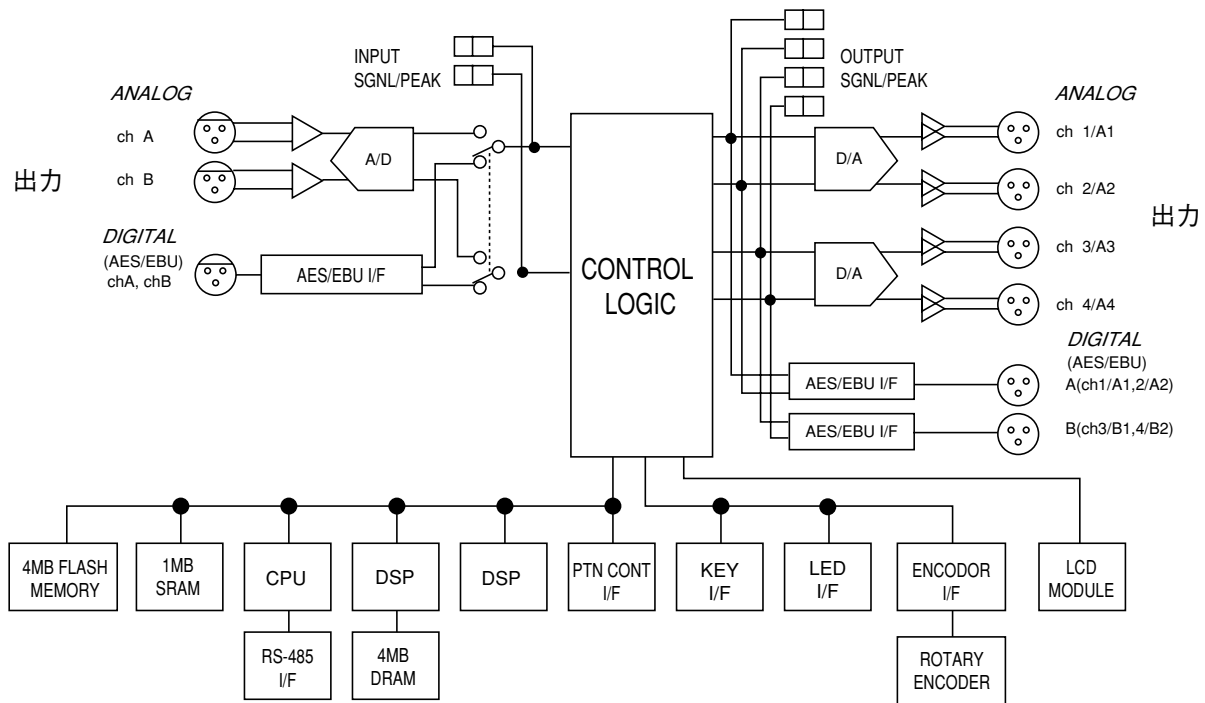 INPUT
SGNL/PEAK
OUTPUT
SGNL/PEAK
ANALOG
ch A
ch B
出力
DIGITAL
(AES/EBU)
chA, chB
A/D
AES/EBU I/F
CONTROL
LOGIC
D/A
D/A
AES/EBU I/F
AES/EBU I/F
ANALOG
ch 1/A1
ch 2/A2
出力
ch 3/A3
ch 4/A4
DIGITAL
(AES/EBU)
A(ch1/A1,2/A2)
B(ch3/B1,4/B2)
4MB FLASH
MEMORY
1MB
SRAM
CPU
DSP
DSP
PTN CONT
I/F
KEY
I/F
LED
I/F
ENCODOR
I/F
LCD
MODULE
RS-485
I/F
4MB
DRAM
ROTARY
ENCODER